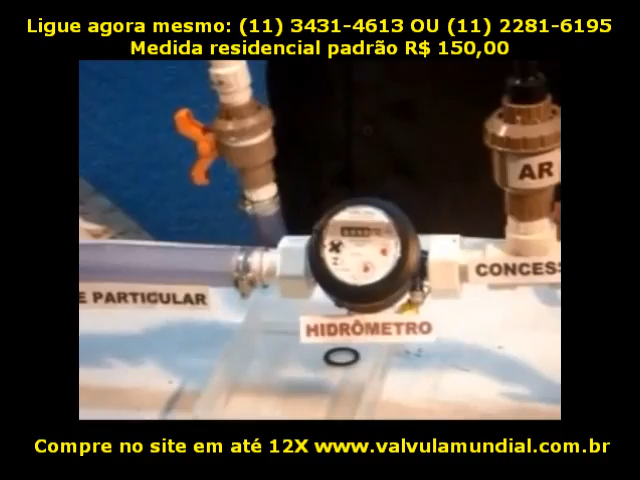 Ligue agora mesmo: (11) 3431-4613 OU (11) 2281-6195
Medida residencial padrão R$ 150,00
AR
CONCESS
E PARTICULAR
HIDRÔMETRO
Compre no site em até 12X www.valvulamundial.com.br